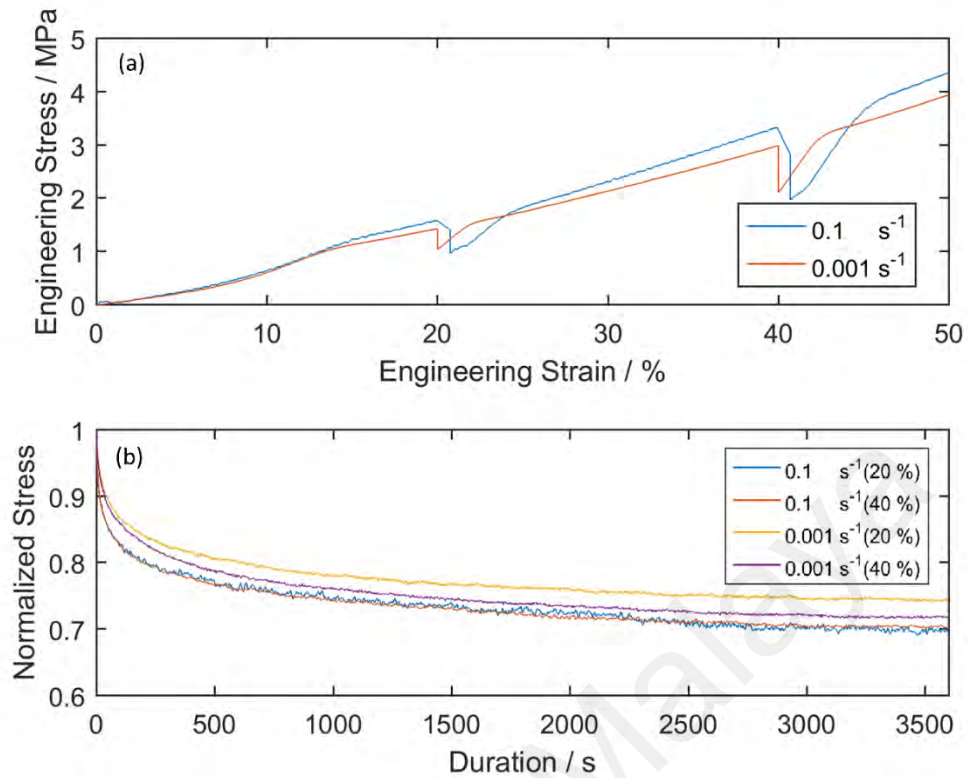 (a)
Engineering Stress / MPa
5
4
3
2
1
0
0 10 20 30 40 50
Engineering Strain / %
0.1 s⁻¹
0.001 s⁻¹
(b)
Normalized Stress
1
0.9
0.8
0.7
0.6
0 500 1000 1500 2000 2500 3000 3500
Duration / s
0.1 s⁻¹(20 %)
0.1 s⁻¹(40 %)
0.001 s⁻¹(20 %)
0.001 s⁻¹(40 %)
Malaya